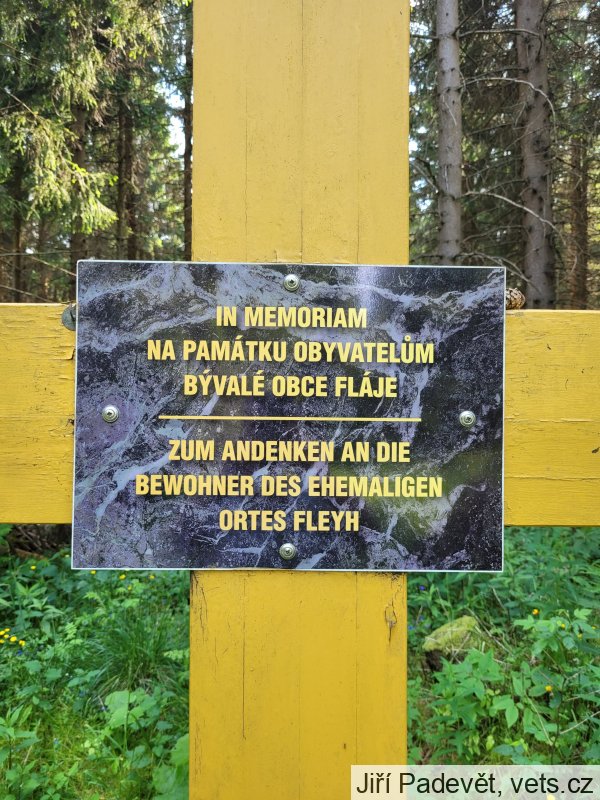 IN MEMORIAM
NA PAMÁTKU OBYVATELŮM
BÝVALÉ OBCE FLÁJE
ZUM ANDENKEN AN DIE
BEWOHNER DES EHEMALIGEN
ORTES FLEYH
Jiří Padevět, vets.cz